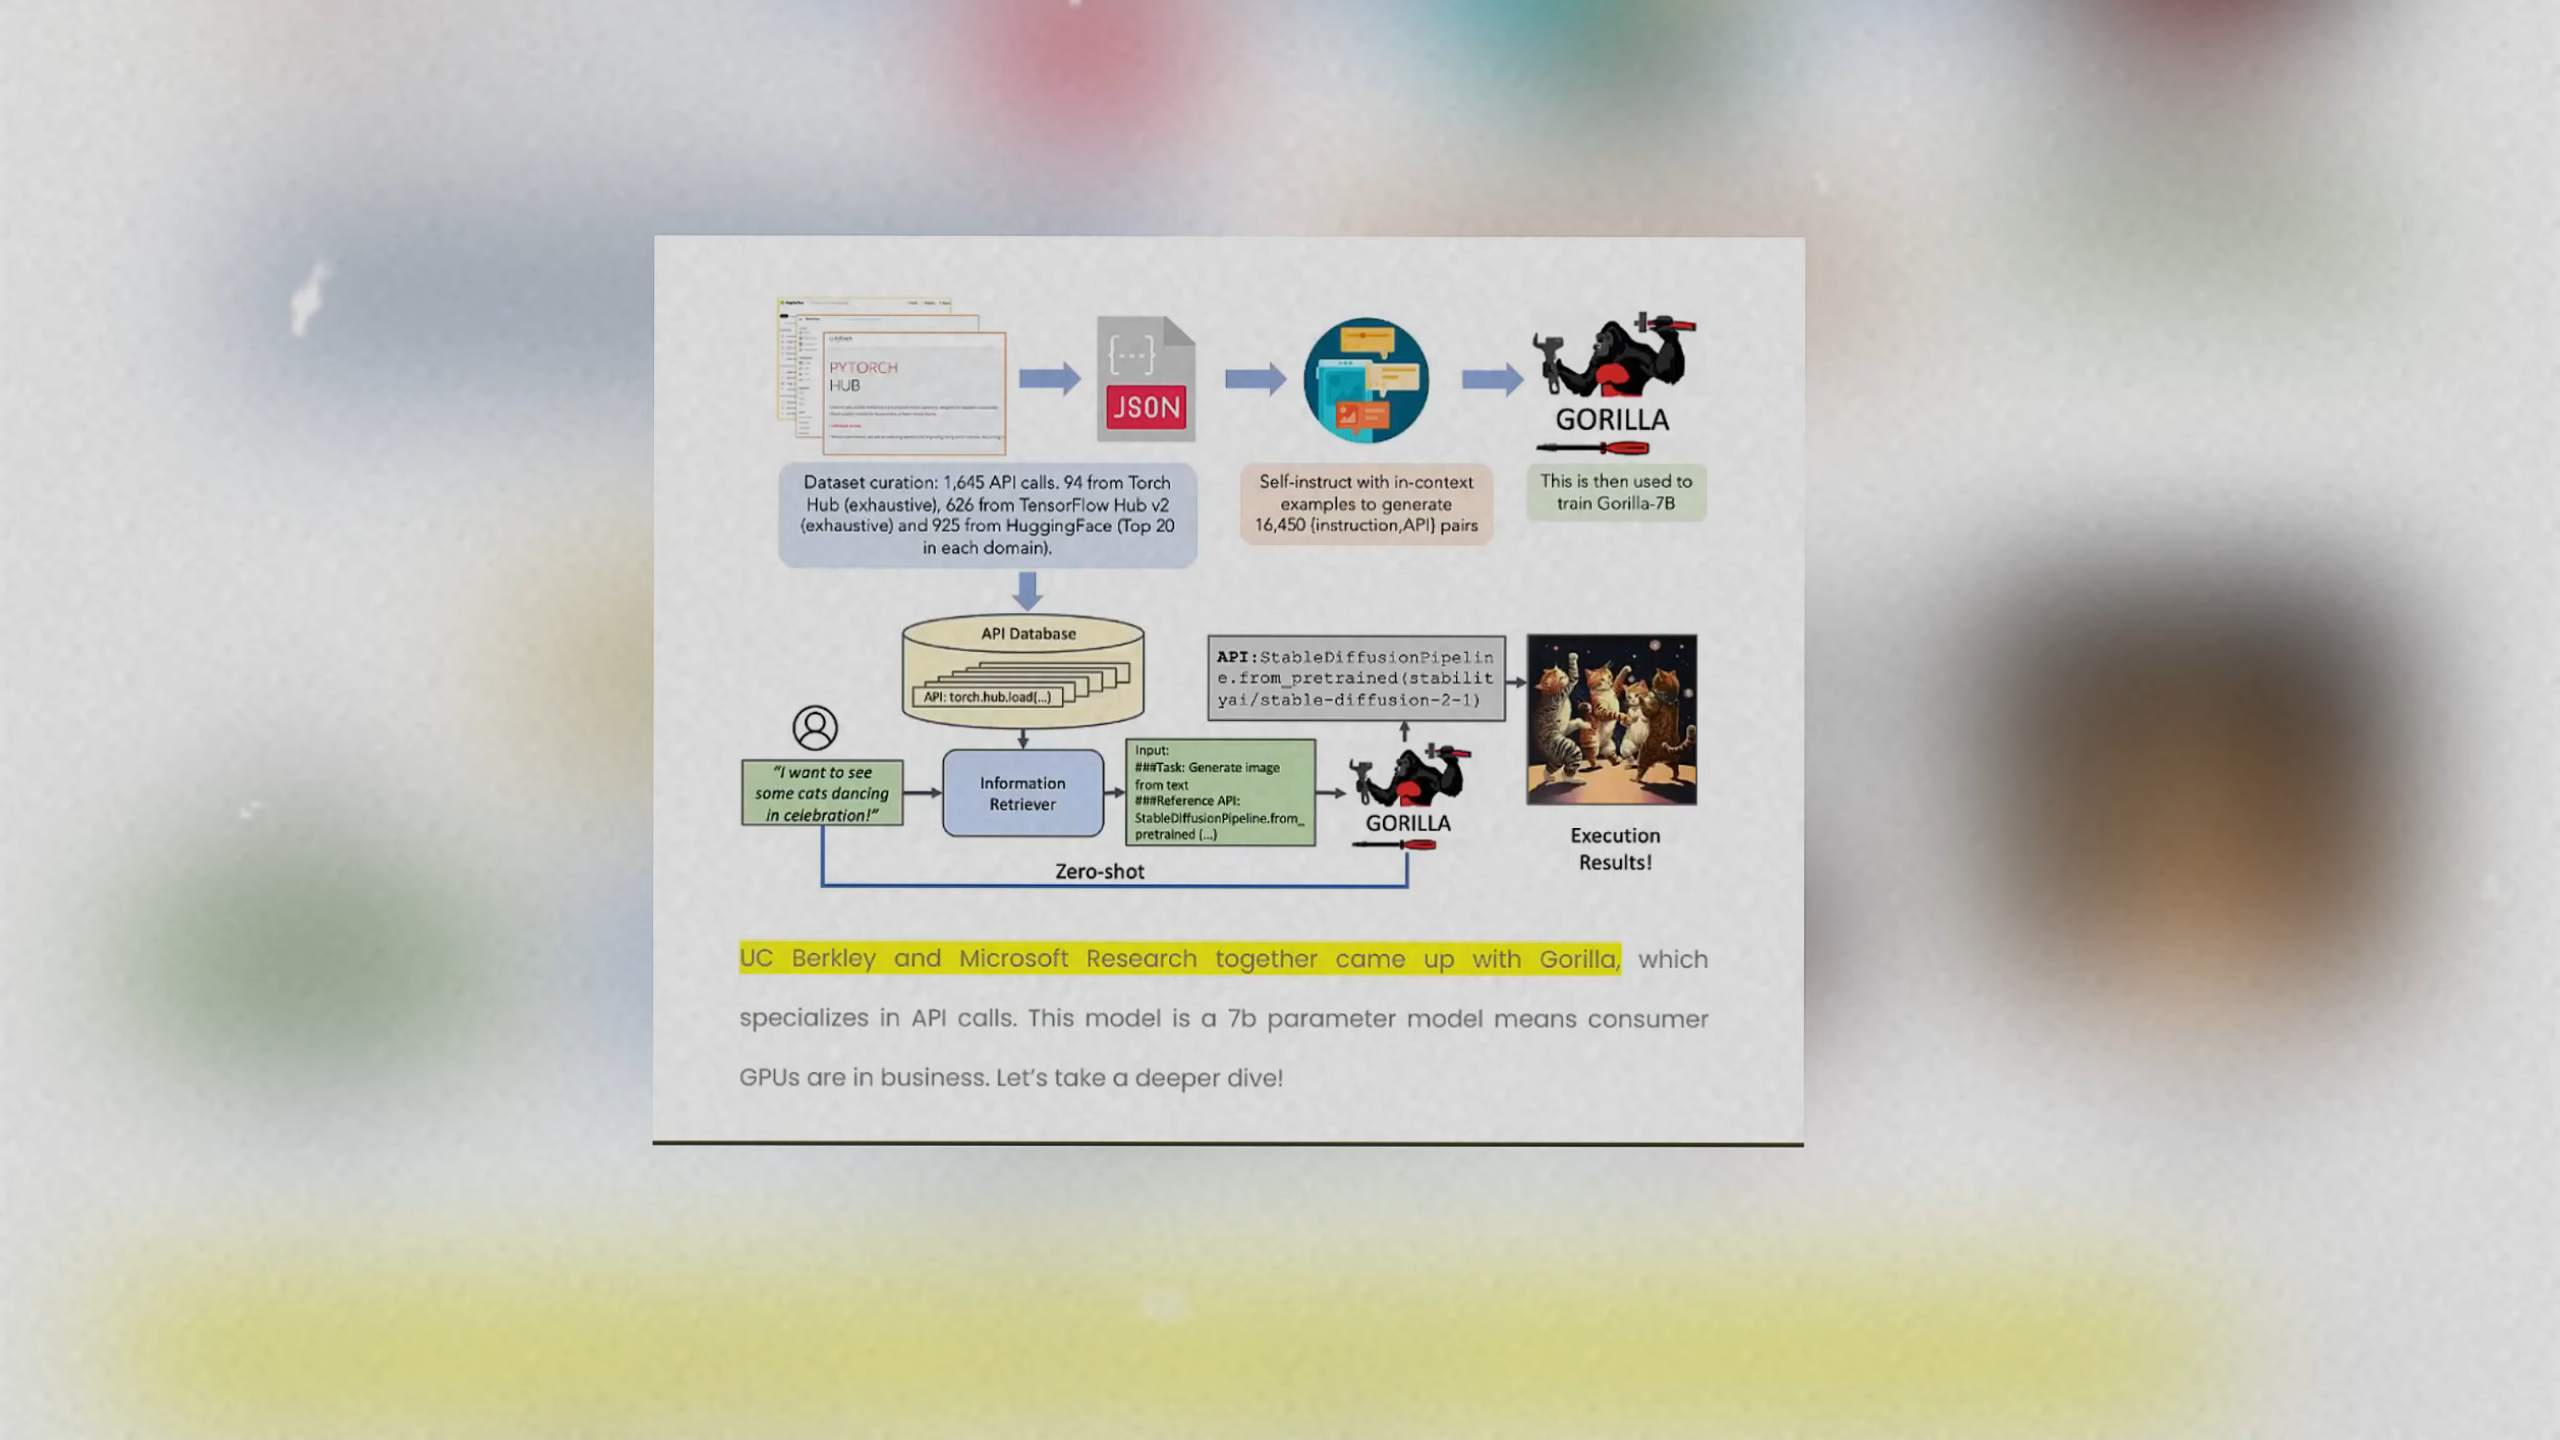 PYTORCH
HUB
JSON
GORILLA
Dataset curation: 1,645 API calls. 94 from Torch
Hub (exhaustive), 626 from TensorFlow Hub v2
(exhaustive) and 925 from HuggingFace (Top 20
in each domain).
Self-instruct with in-context
examples to generate
16,450 {instruction,API} pairs
This is then used to
train Gorilla-7B
API Database
API: torch.hub.load(...)
API:StableDiffusionPipelin
e.from_pretrained(stabilit
yai/stable-diffusion-2-1)
"I want to see
some cats dancing
in celebration!"
Information
Retriever
Input:
###Task: Generate image
from text
###Reference API:
StableDiffusionPipeline.from_
pretrained (...)
GORILLA
Execution
Results!
Zero-shot
UC Berkley and Microsoft Research together came up with Gorilla, which
specializes in API calls. This model is a 7b parameter model means consumer
GPUs are in business. Let's take a deeper dive!